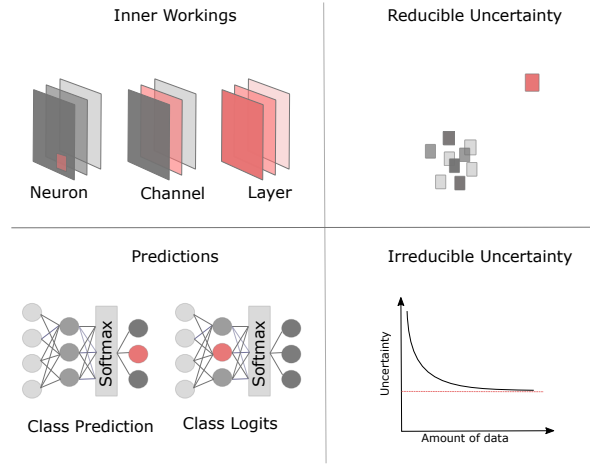 Inner Workings
Neuron
Channel
Layer
Reducible Uncertainty
Predictions
Softmax
Class Prediction
Softmax
Class Logits
Irreducible Uncertainty
Uncertainty
Amount of data